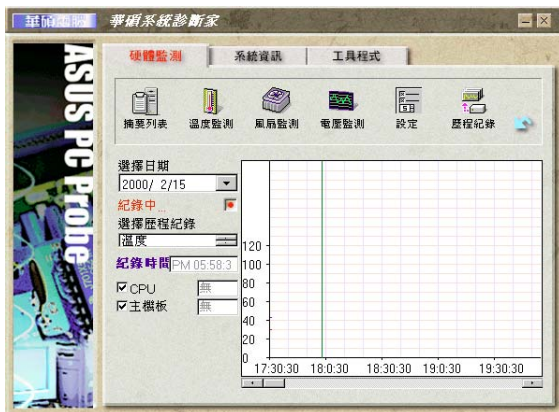 華碩系統診斷家
ASUS PC Probe
硬體監測
系統資訊
工具程式
摘要列表
溫度監測
風扇監測
電壓監測
設定
歷程紀錄
選擇日期
2000/ 2/15
紀錄中...
選擇歷程紀錄
溫度
紀錄時間 PM 05:58:3
CPU 無
主機板 無
120
100
80
60
40
20
0
17:30:30 18:0:30 18:30:30 19:0:30 19:30:30